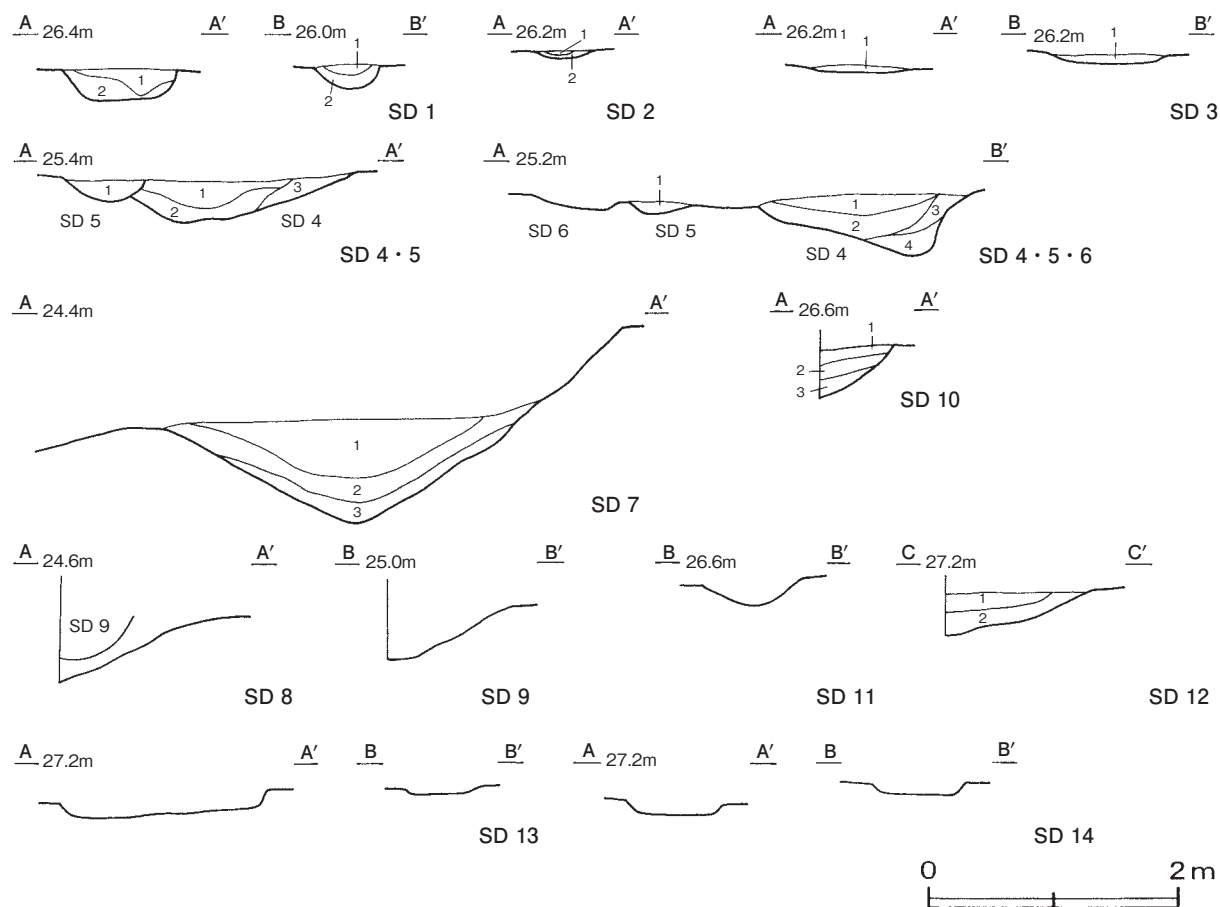 A 26.4m A′ B 26.0m B′ A 26.2m A′ A 26.2m1 A′ B 26.2m B′
1 2 1 2 1 2 1 1
SD 1 SD 2 SD 3
A 25.4m A′ A 25.2m B′
1 1 2 3 1 1 2 3 4
SD 5 SD 4 SD 6 SD 5 SD 4
SD 4・5 SD 4・5・6
A 24.4m A′ A 26.6m A′
1 2 3
SD 10
1
2
3
SD 7
A 24.6m A′ B 25.0m B′ B 26.6m B′ C 27.2m C′
SD 9 1 2
SD 8 SD 9 SD 11 SD 12
A 27.2m A′ B B′ A 27.2m A′ B B′
SD 13 SD 14
0 2 m